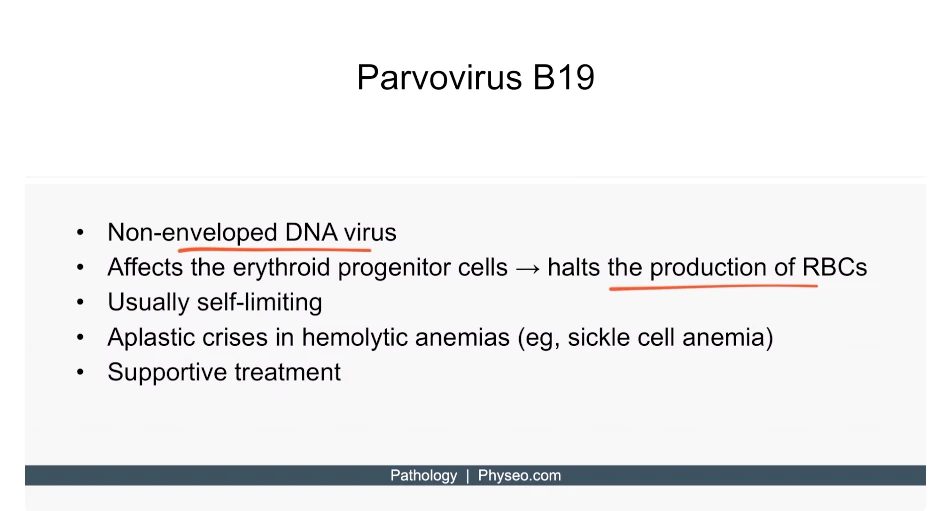 Parvovirus B19
• Non-enveloped DNA virus
• Affects the erythroid progenitor cells → halts the production of RBCs
• Usually self-limiting
• Aplastic crises in hemolytic anemias (eg, sickle cell anemia)
• Supportive treatment
Pathology | Physeo.com